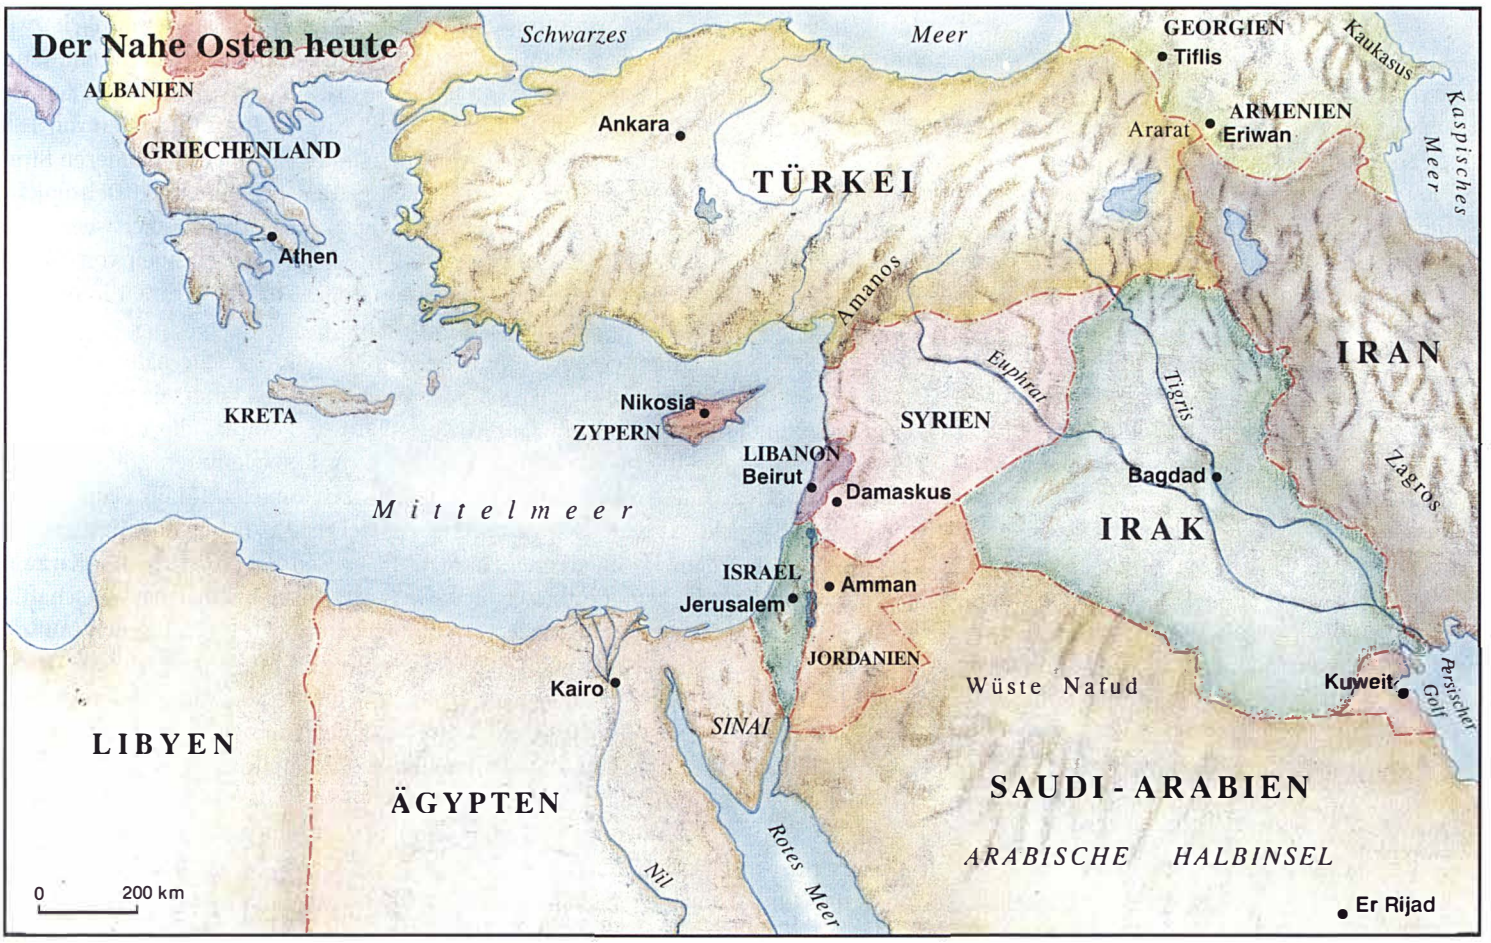 Der Nahe Osten heute
Schwarzes Meer
GEORGIEN
Kaukasus
Tiflis
ALBANIEN
Kaspisches
Meer
ARMENIEN
Ankara
Ararat
Eriwan
GRIECHENLAND
TÜRKEI
Athen
Amanos
IRAN
Euphrat
Tigris
Nikosia
KRETA
SYRIEN
ZYPERN
LIBANON
Beirut
Bagdad
Zagros
Damaskus
Mittelmeer
IRAK
ISRAEL
Amman
Jerusalem
JORDANIEN
Kairo
Wüste Nafud
Kuweit
Persischer
Golf
SINAI
LIBYEN
ÄGYPTEN
SAUDI-ARABIEN
Rotes Meer
ARABISCHE HALBINSEL
Nil
0 200 km
Er Rijad